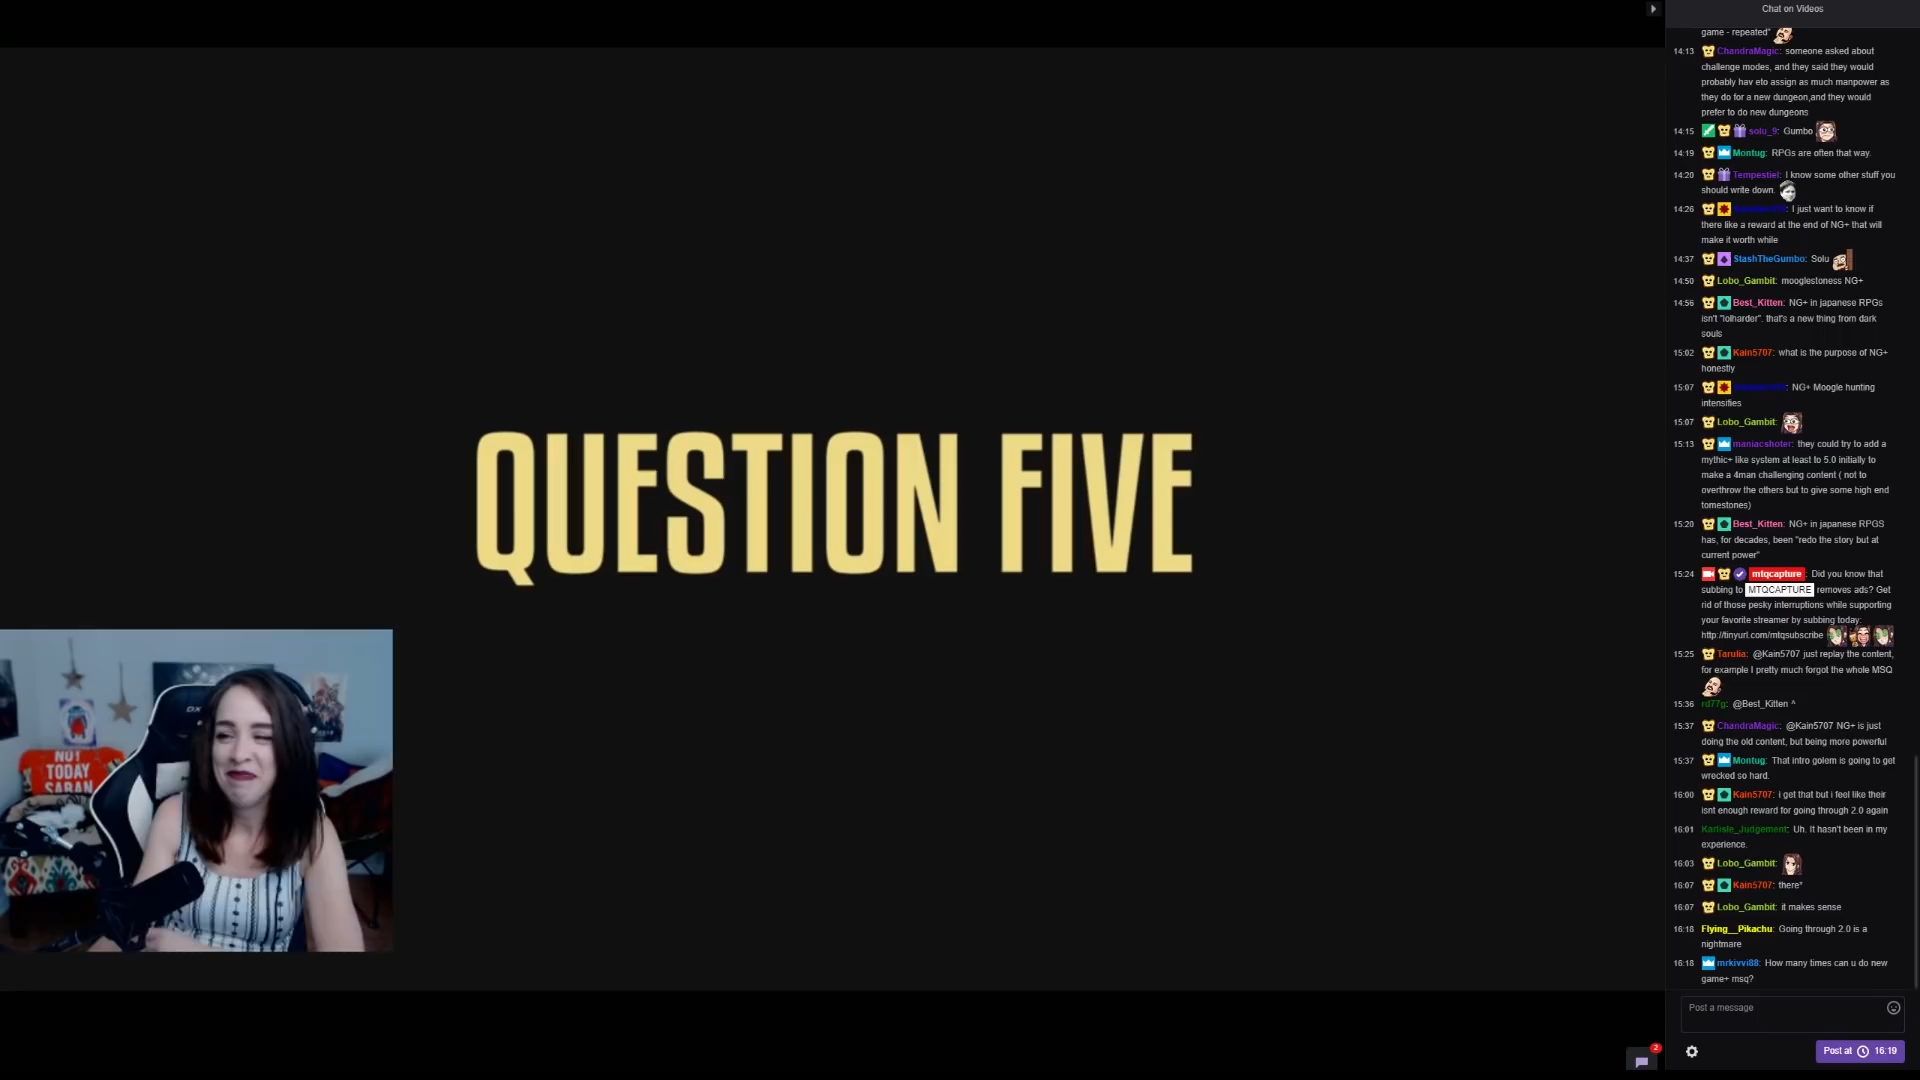 Chat on Videos
game - repeated"
14:13 ChandraMagic: someone asked about
challenge modes, and they said they would
probably hav eto assign as much manpower as
they do for a new dungeon,and they would
prefer to do new dungeons
14:15 solu_9: Gumbo
14:19 Montug: RPGs are often that way.
14:20 Tempestiel: I know some other stuff you
should write down.
14:26 : I just want to know if
there like a reward at the end of NG+ that will
make it worth while
14:37 StashTheGumbo: Solu
14:50 Lobo_Gambit: mooglestoness NG+
14:56 Best_Kitten: NG+ in japanese RPGs
isn't "lolharder". that's a new thing from dark
souls
15:02 Kain5707: what is the purpose of NG+
honestly
15:07 : NG+ Moogle hunting
intensifies
15:07 Lobo_Gambit:
15:13 maniacshoter: they could try to add a
mythic+ like system at least to 5.0 initially to
make a 4man challenging content ( not to
overthrow the others but to give some high end
tomestones)
15:20 Best_Kitten: NG+ in japanese RPGS
has, for decades, been "redo the story but at
current power"
15:24 mtqcapture: Did you know that
subbing to MTQCAPTURE removes ads? Get
rid of those pesky interruptions while supporting
your favorite streamer by subbing today:
http://tinyurl.com/mtqsubscribe
15:25 Tarulia: @Kain5707 just replay the content,
for example I pretty much forgot the whole MSQ
15:36 rd77g: @Best_Kitten ^
15:37 ChandraMagic: @Kain5707 NG+ is just
doing the old content, but being more powerful
15:37 Montug: That intro golem is going to get
wrecked so hard.
16:00 Kain5707: i get that but i feel like their
isnt enough reward for going through 2.0 again
16:01 Karlisle_Judgement: Uh. It hasn't been in my
experience.
16:03 Lobo_Gambit:
16:07 Kain5707: there*
16:07 Lobo_Gambit: it makes sense
16:18 Flying__Pikachu: Going through 2.0 is a
nightmare
16:18 mrkivvi88: How many times can u do new
game+ msq?
Post a message
Post at 16:19
2
QUESTION FIVE
NOT
TODAY
SABAN